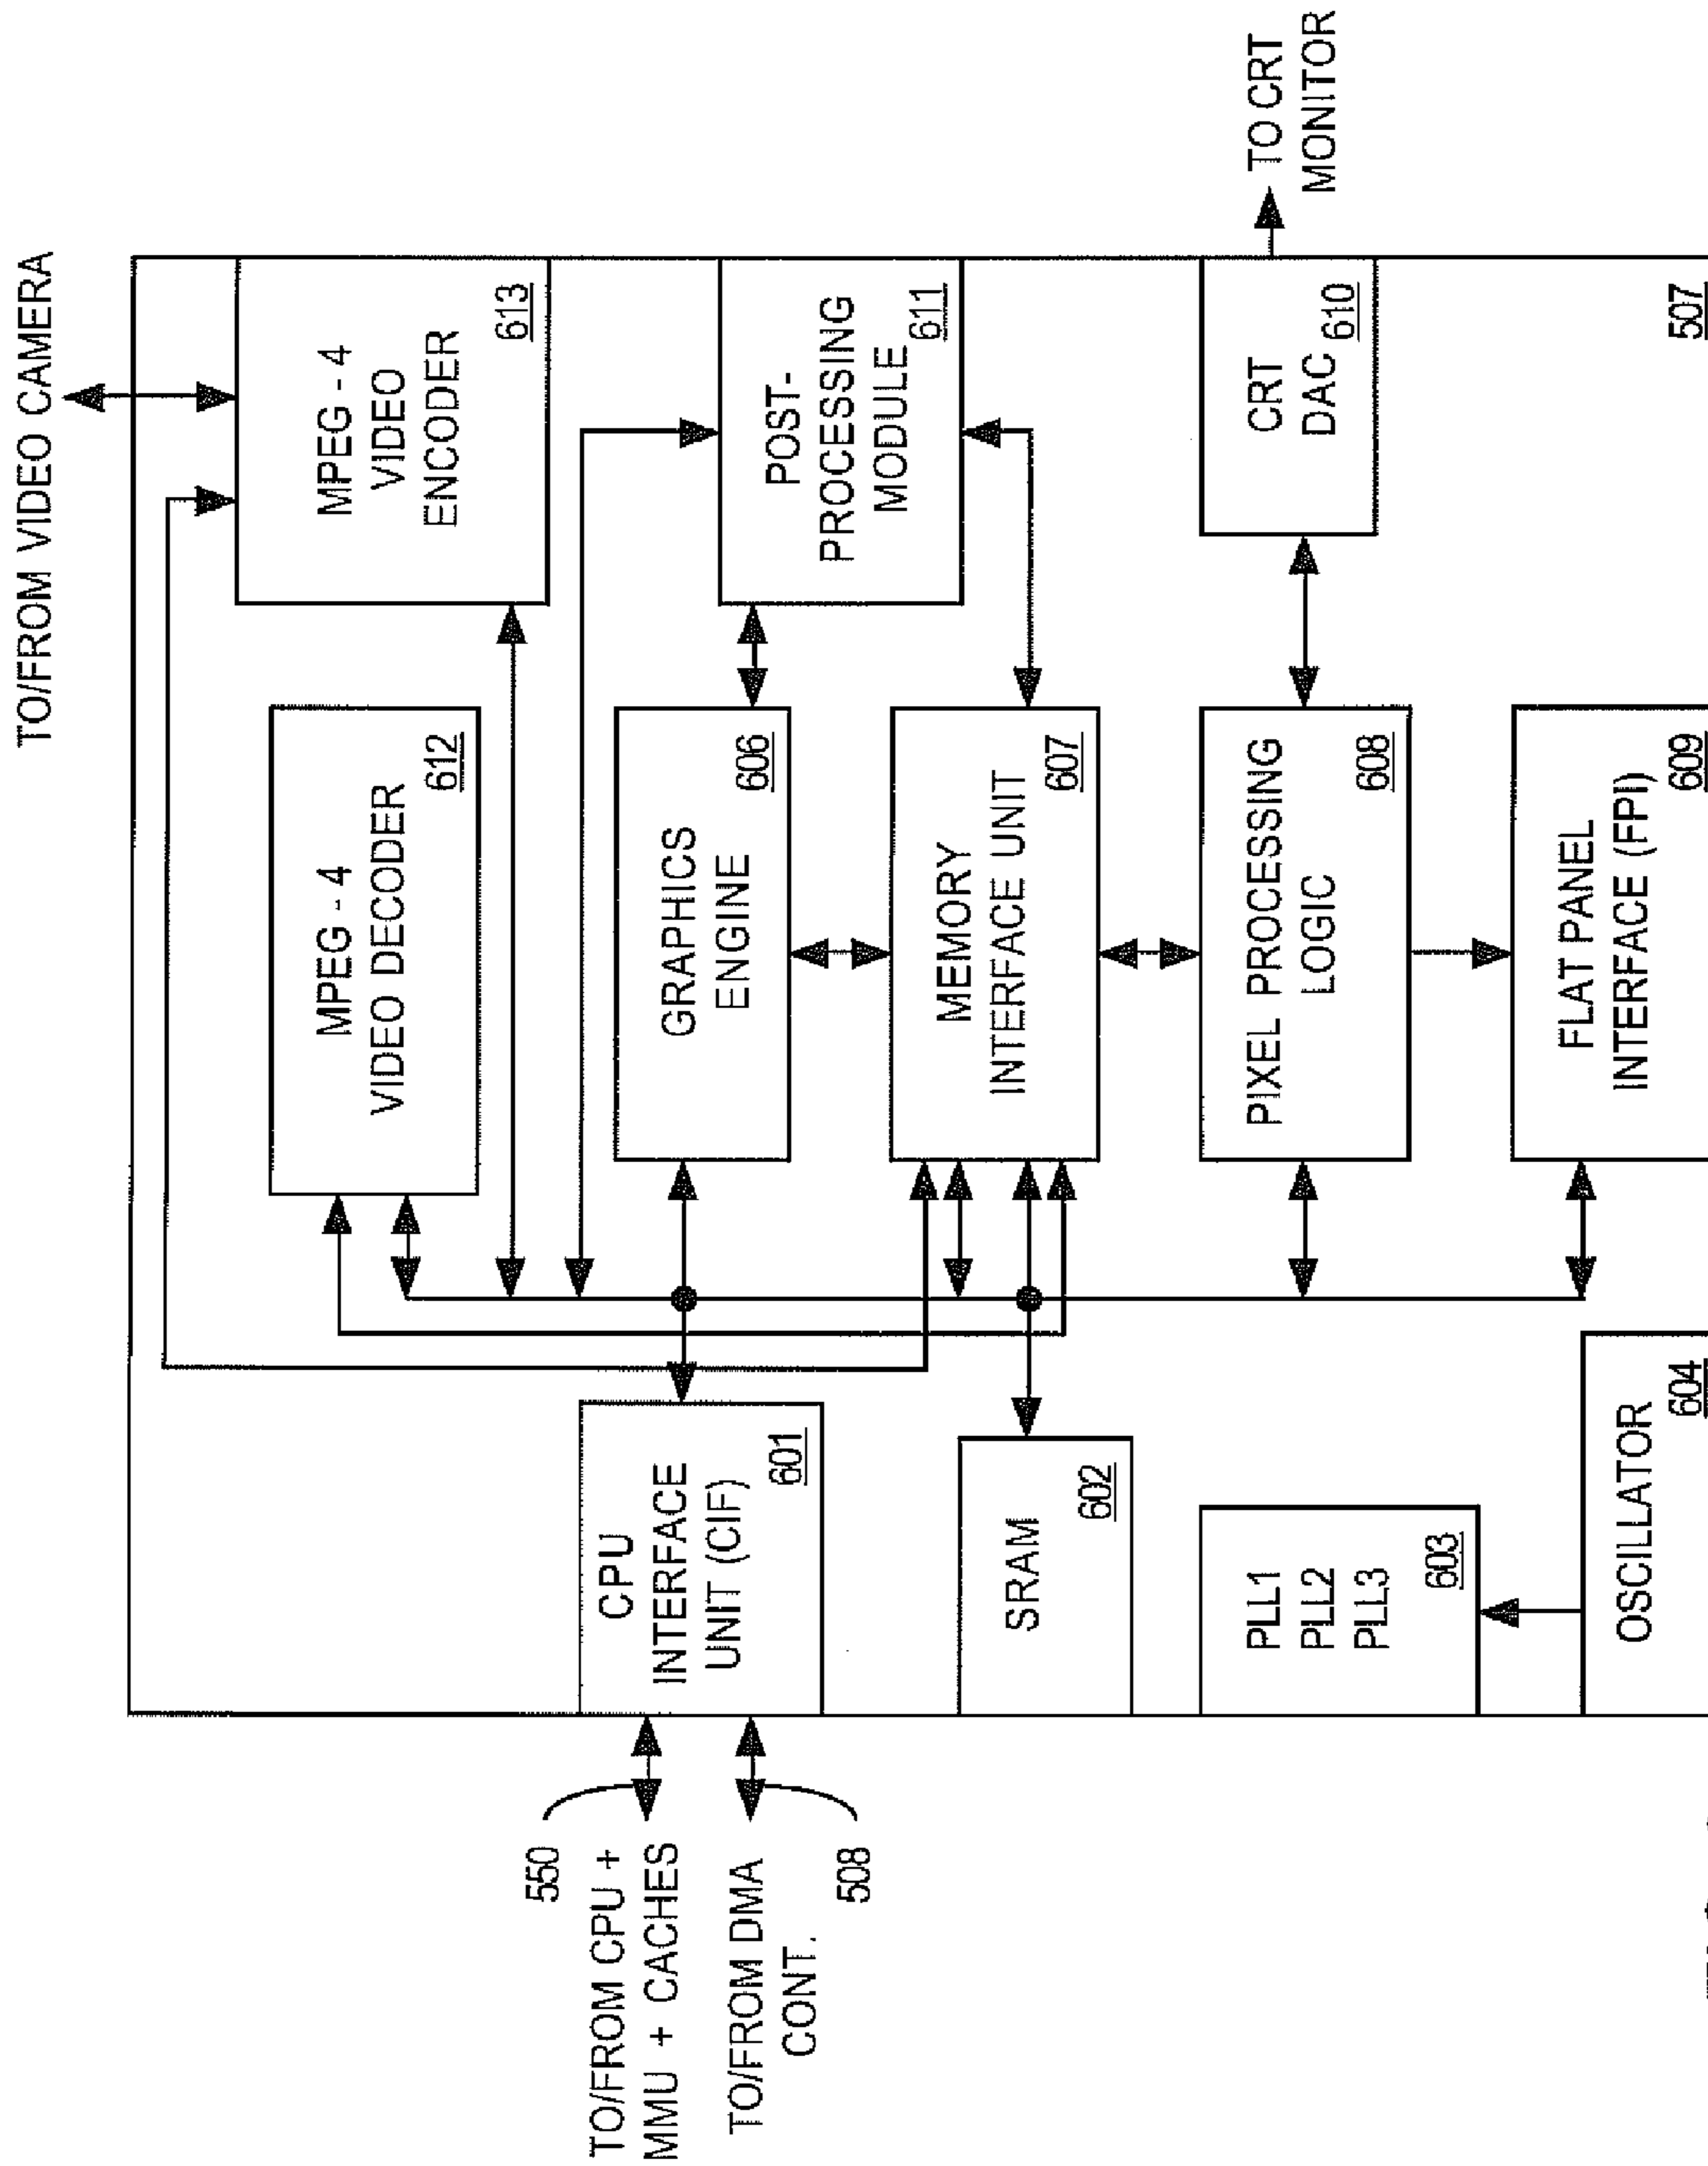 TO/FROM VIDEO CAMERA
MPEG - 4
VIDEO DECODER
612
MPEG - 4
VIDEO
ENCODER
613
550
TO/FROM CPU +
MMU + CACHES
TO/FROM DMA
CONT.
508
CPU
INTERFACE
UNIT (CIF)
601
GRAPHICS
ENGINE
606
POST-
PROCESSING
MODULE
611
SRAM
602
MEMORY
INTERFACE UNIT
607
PLL1
PLL2
PLL3
603
PIXEL PROCESSING
LOGIC
608
CRT
DAC
610
TO CRT
MONITOR
OSCILLATOR
604
FLAT PANEL
INTERFACE (FPI)
609
507